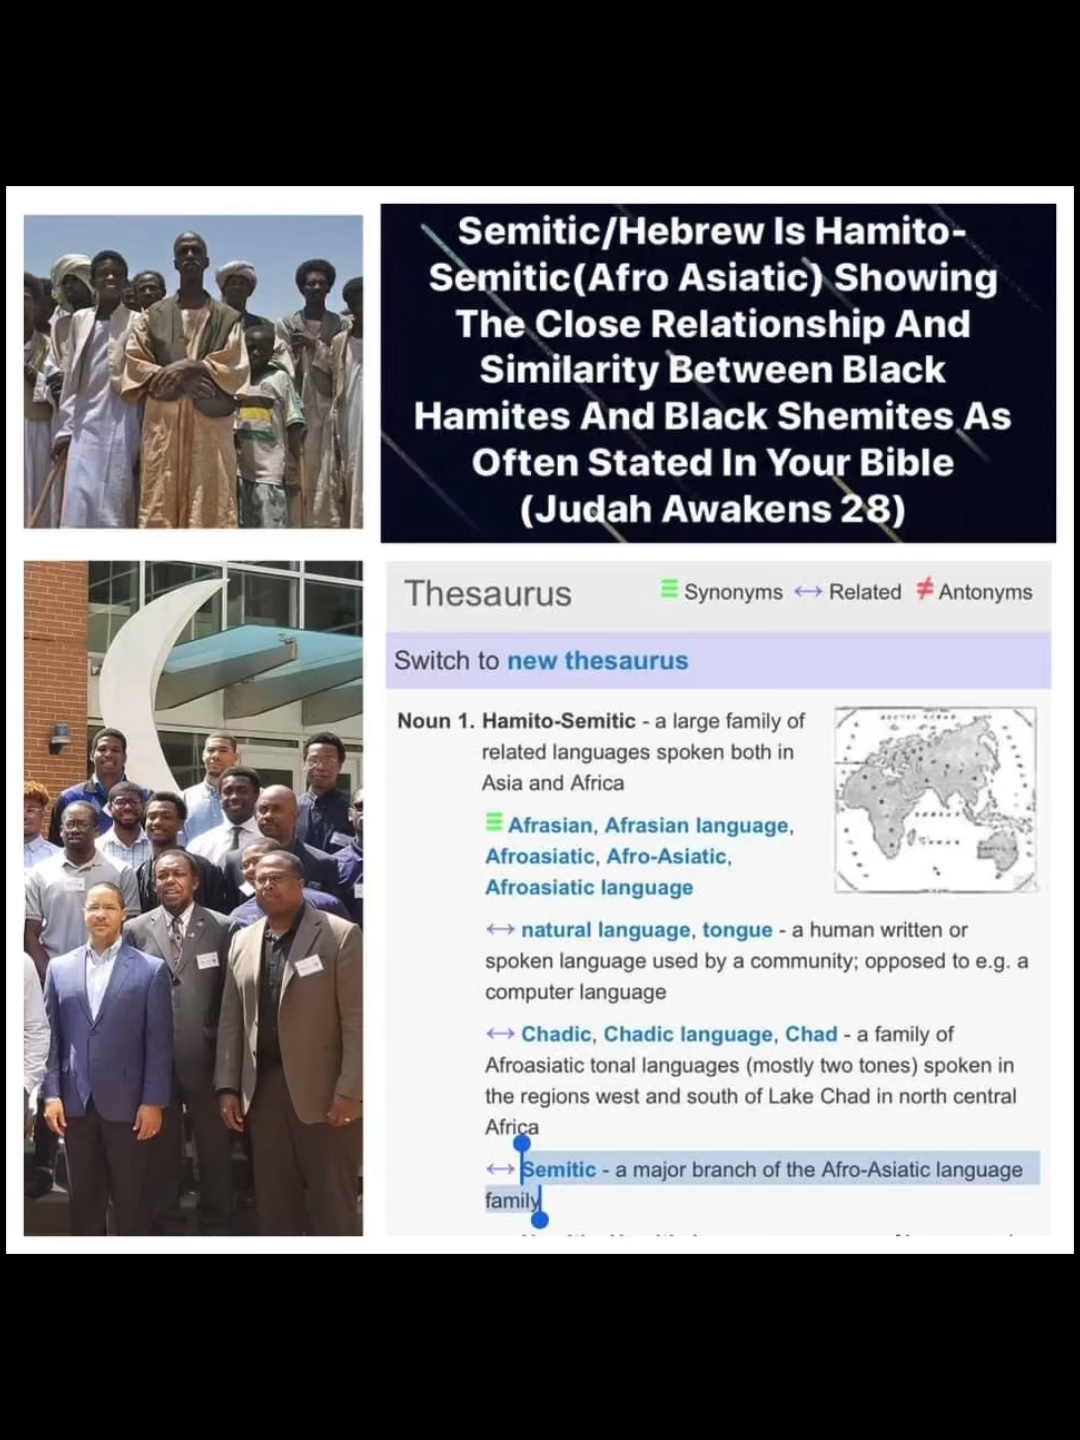 Semitic/Hebrew Is Hamito-
Semitic(Afro Asiatic) Showing
The Close Relationship And
Similarity Between Black
Hamites And Black Shemites As
Often Stated In Your Bible
(Judah Awakens 28)
Thesaurus
Synonyms ↔ Related ≠ Antonyms
Switch to new thesaurus
Noun 1. Hamito-Semitic - a large family of
related languages spoken both in
Asia and Africa
Afrasian, Afrasian language,
Afroasiatic, Afro-Asiatic,
Afroasiatic language
↔ natural language, tongue - a human written or
spoken language used by a community; opposed to e.g. a
computer language
↔ Chadic, Chadic language, Chad - a family of
Afroasiatic tonal languages (mostly two tones) spoken in
the regions west and south of Lake Chad in north central
Africa
↔ Semitic - a major branch of the Afro-Asiatic language
family